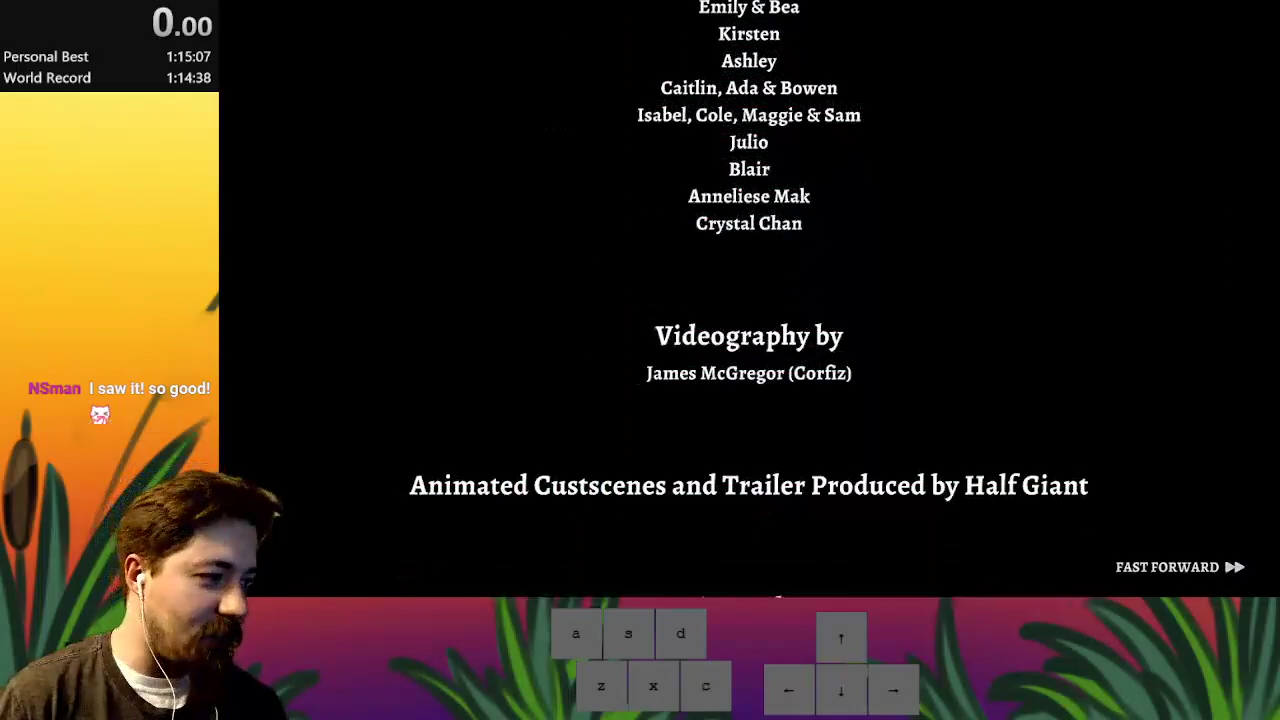 0.00
Personal Best 1:15:07
World Record 1:14:38
NSman I saw it! so good!
Emily & Bea
Kirsten
Ashley
Caitlin, Ada & Bowen
Isabel, Cole, Maggie & Sam
Julio
Blair
Anneliese Mak
Crystal Chan
Videography by
James McGregor (Corfiz)
Animated Custscenes and Trailer Produced by Half Giant
FAST FORWARD
a s d
z x c
↑
← ↓ →